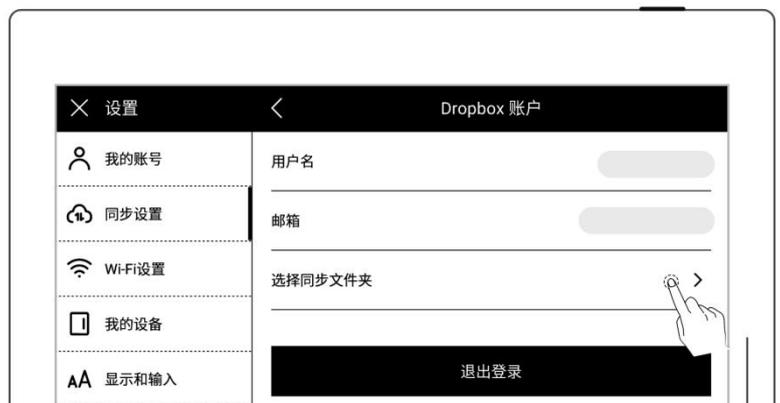 设置
Dropbox 账户
我的账号
同步设置
Wi-Fi设置
我的设备
AA 显示和输入
用户名
邮箱
选择同步文件夹
退出登录